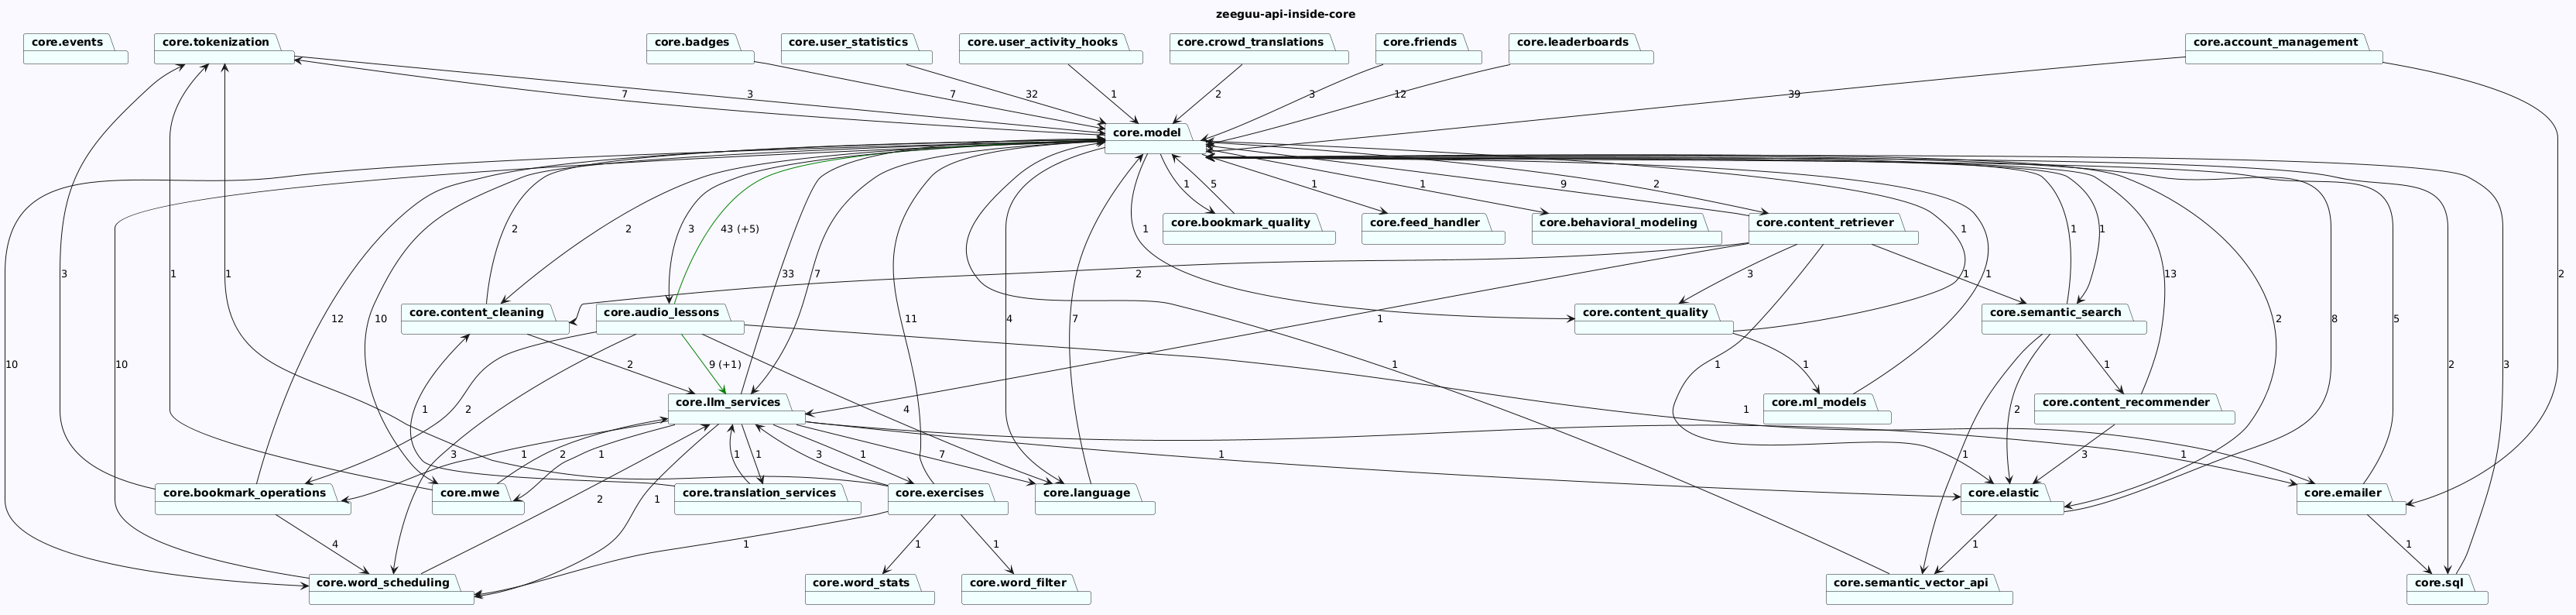 zeeguu-api-inside-core
core.events
core.tokenization
core.badges
core.user_statistics
core.user_activity_hooks
core.crowd_translations
core.friends
core.leaderboards
core.account_management
7
3
7
32
1
2
3
12
39
core.model
1
5
1
1
9
2
core.bookmark_quality
core.feed_handler
core.behavioral_modeling
core.content_retriever
2
2
3
43 (+5)
1
1
1
1
3
1
1
2
33
7
2
3
1
1
13
2
core.content_cleaning
core.audio_lessons
core.content_quality
core.semantic_search
12
10
11
4
7
1
2
8
5
2
3
10
10
2
9 (+1)
1
1
1
2
1
core.llm_services
core.ml_models
core.content_recommender
1
2
4
1
3
1
2
1
1
1
3
1
7
1
1
1
3
core.bookmark_operations
core.mwe
core.translation_services
core.exercises
core.language
core.elastic
core.emailer
4
2
1
1
1
1
1
1
core.word_scheduling
core.word_stats
core.word_filter
core.semantic_vector_api
core.sql